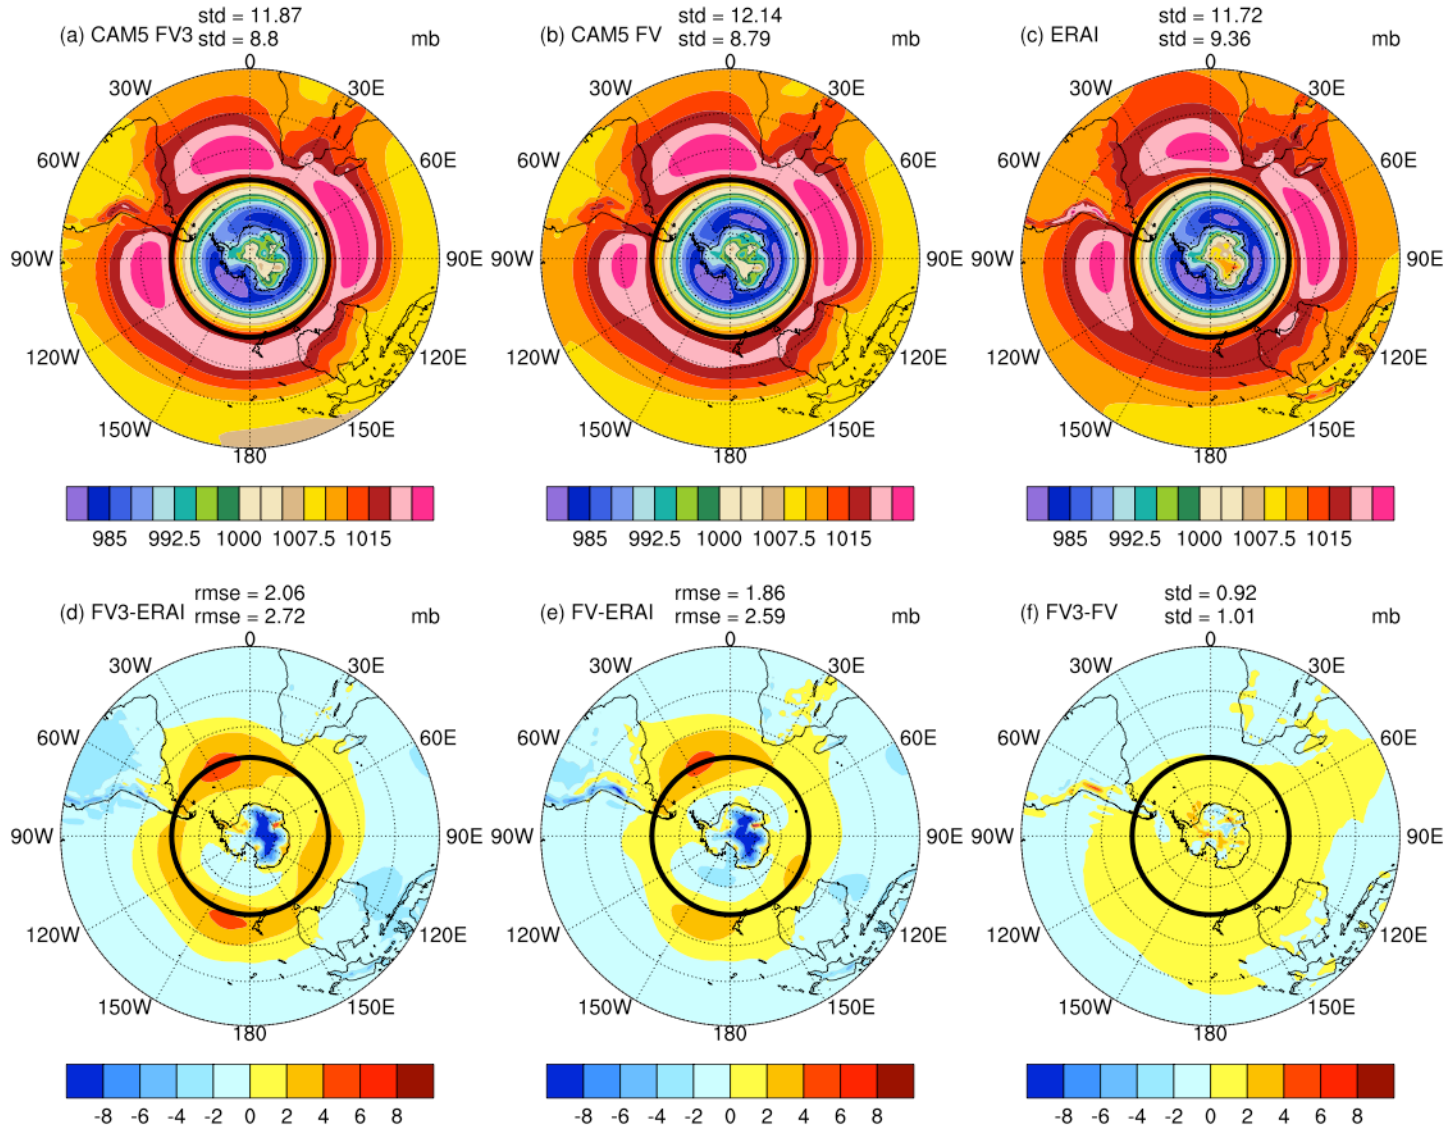 std = 11.87
(a) CAM5 FV3 std = 8.8 mb
std = 12.14
(b) CAM5 FV std = 8.79 mb
std = 11.72
(c) ERAI std = 9.36 mb
0 0 0
30W 30E 30W 30E 30W 30E
60W 60E 60W 60E 60W 60E
90W 90E 90W 90E 90W 90E
120W 120E 120W 120E 120W 120E
150W 150E 150W 150E 150W 150E
180 180 180
985 992.5 1000 1007.5 1015
985 992.5 1000 1007.5 1015
985 992.5 1000 1007.5 1015
rmse = 2.06
(d) FV3-ERAI rmse = 2.72 mb
rmse = 1.86
(e) FV-ERAI rmse = 2.59 mb
std = 0.92
(f) FV3-FV std = 1.01 mb
0 0 0
30W 30E 30W 30E 30W 30E
60W 60E 60W 60E 60W 60E
90W 90E 90W 90E 90W 90E
120W 120E 120W 120E 120W 120E
150W 150E 150W 150E 150W 150E
180 180 180
-8 -6 -4 -2 0 2 4 6 8
-8 -6 -4 -2 0 2 4 6 8
-8 -6 -4 -2 0 2 4 6 8